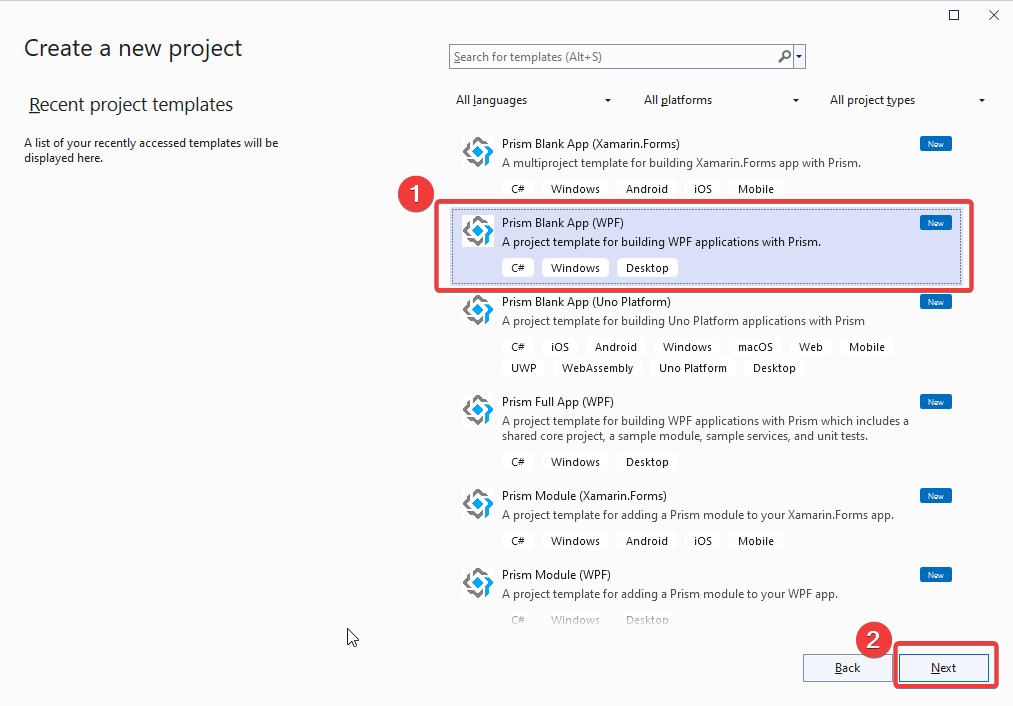 Create a new project
Search for templates (Alt+S)
Recent project templates
All languages
All platforms
All project types
A list of your recently accessed templates will be
displayed here.
Prism Blank App (Xamarin.Forms)
New
A multiproject template for building Xamarin.Forms app with Prism.
C# Windows Android iOS Mobile
1
Prism Blank App (WPF)
New
A project template for building WPF applications with Prism.
C# Windows Desktop
Prism Blank App (Uno Platform)
New
A project template for building Uno Platform applications with Prism
C# iOS Android Windows macOS Web Mobile
UWP WebAssembly Uno Platform Desktop
Prism Full App (WPF)
New
A project template for building WPF applications with Prism which includes a
shared core project, a sample module, sample services, and unit tests.
C# Windows Desktop
Prism Module (Xamarin.Forms)
New
A project template for adding a Prism module to your Xamarin.Forms app.
C# Windows Android iOS Mobile
Prism Module (WPF)
New
A project template for adding a Prism module to your WPF app.
C# Windows Desktop
2
Back
Next